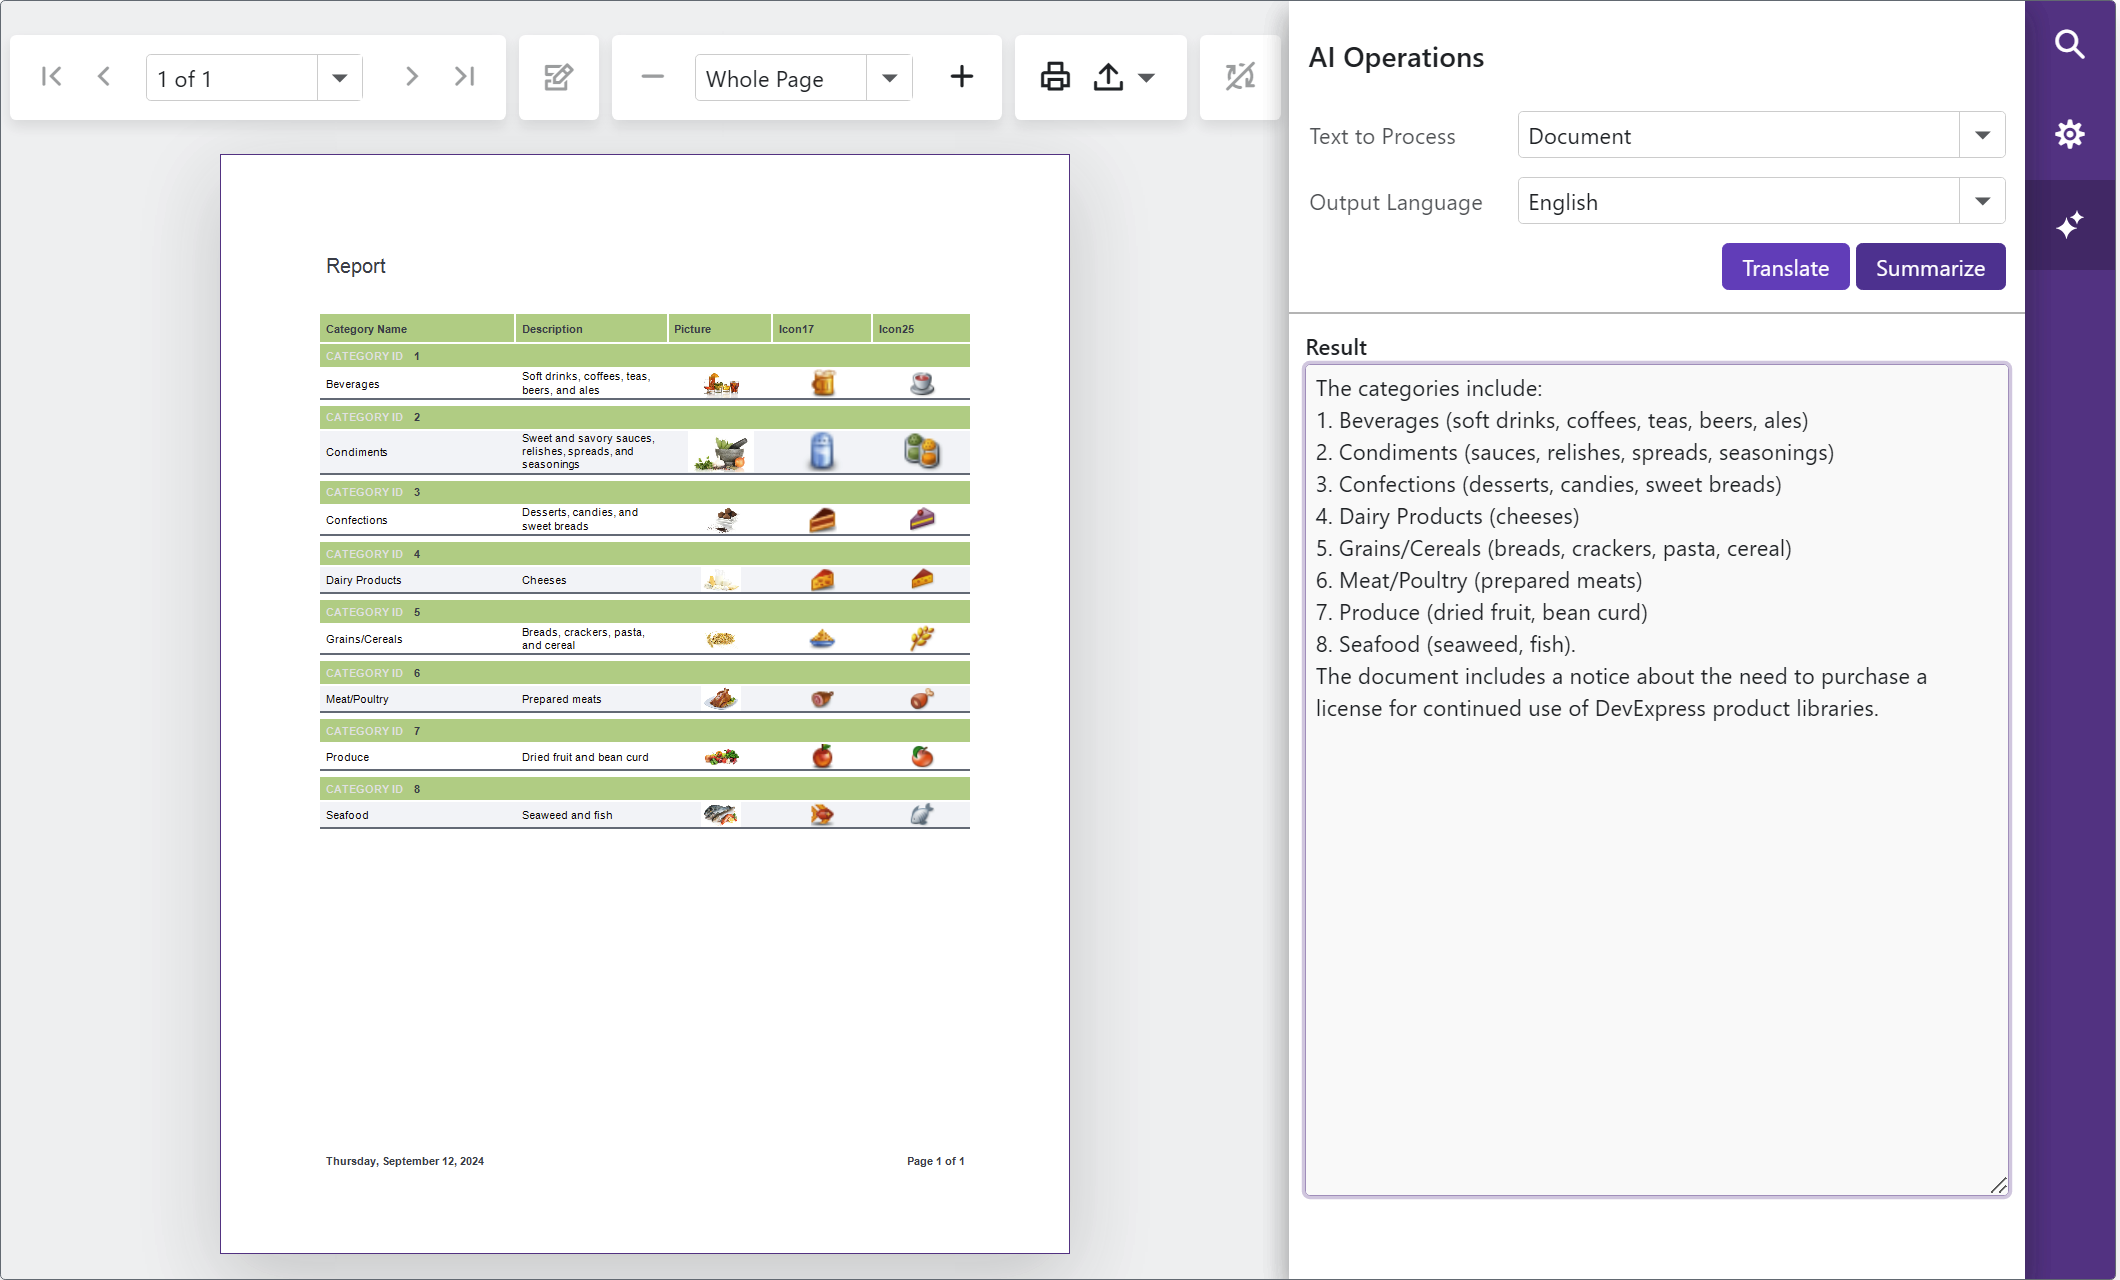 1 of 1
Whole Page
Report
Category Name Description Picture Icon17 Icon25
CATEGORY ID 1
Beverages Soft drinks, coffees, teas,
beers, and ales
CATEGORY ID 2
Condiments Sweet and savory sauces,
relishes, spreads, and
seasonings
CATEGORY ID 3
Confections Desserts, candies, and
sweet breads
CATEGORY ID 4
Dairy Products Cheeses
CATEGORY ID 5
Grains/Cereals Breads, crackers, pasta,
and cereal
CATEGORY ID 6
Meat/Poultry Prepared meats
CATEGORY ID 7
Produce Dried fruit and bean curd
CATEGORY ID 8
Seafood Seaweed and fish
Thursday, September 12, 2024 Page 1 of 1
AI Operations
Text to Process Document
Output Language English
Translate Summarize
Result
The categories include:
1. Beverages (soft drinks, coffees, teas, beers, ales)
2. Condiments (sauces, relishes, spreads, seasonings)
3. Confections (desserts, candies, sweet breads)
4. Dairy Products (cheeses)
5. Grains/Cereals (breads, crackers, pasta, cereal)
6. Meat/Poultry (prepared meats)
7. Produce (dried fruit, bean curd)
8. Seafood (seaweed, fish).
The document includes a notice about the need to purchase a
license for continued use of DevExpress product libraries.